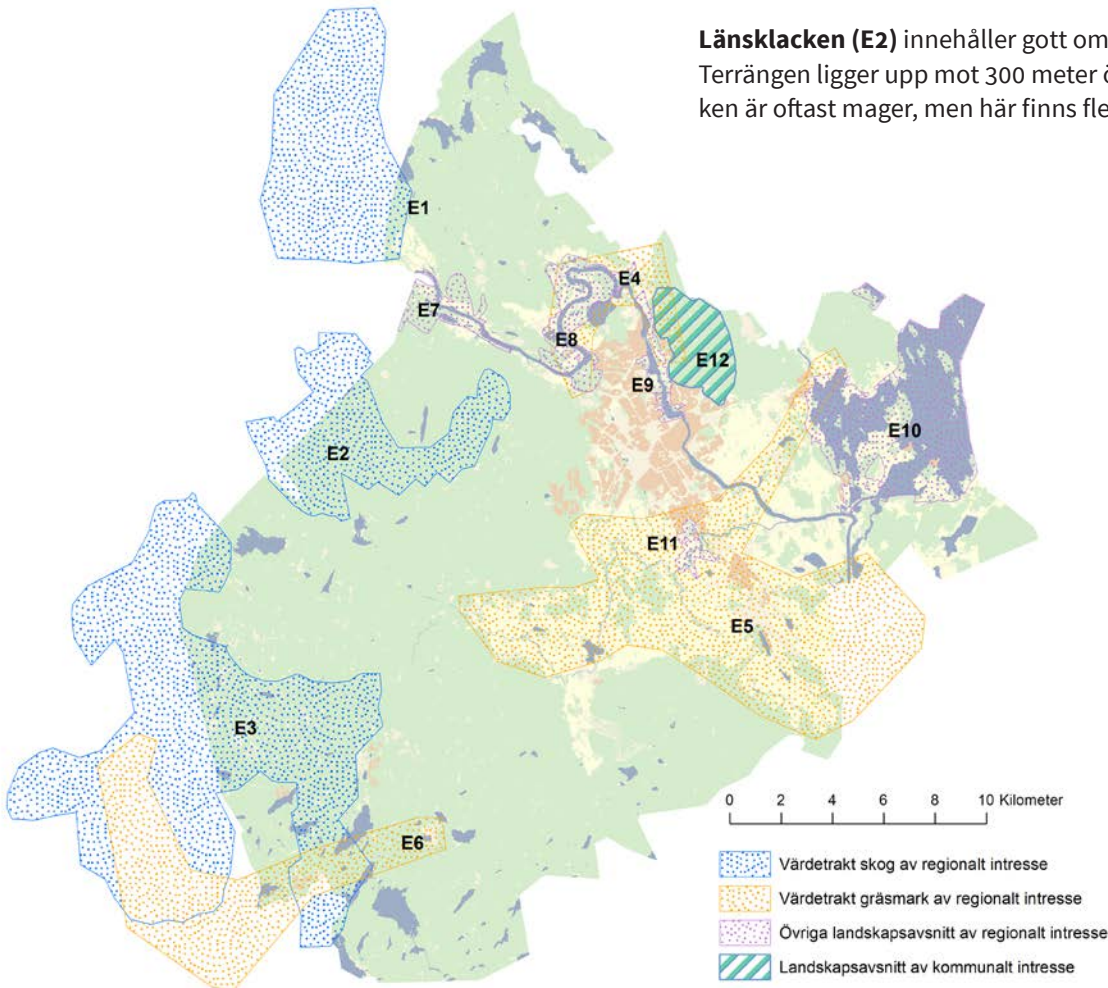 Länsklacken (E2) innehåller gott om
Terrängen ligger upp mot 300 meter ö
ken är oftast mager, men här finns fle
E1
E4
E7
E8
E12
E9
E10
E2
E11
E5
E3
E6
0 2 4 6 8 10 Kilometer
Värdetrakt skog av regionalt intresse
Värdetrakt gräsmark av regionalt intresse
Övriga landskapsavsnitt av regionalt intresse
Landskapsavsnitt av kommunalt intresse